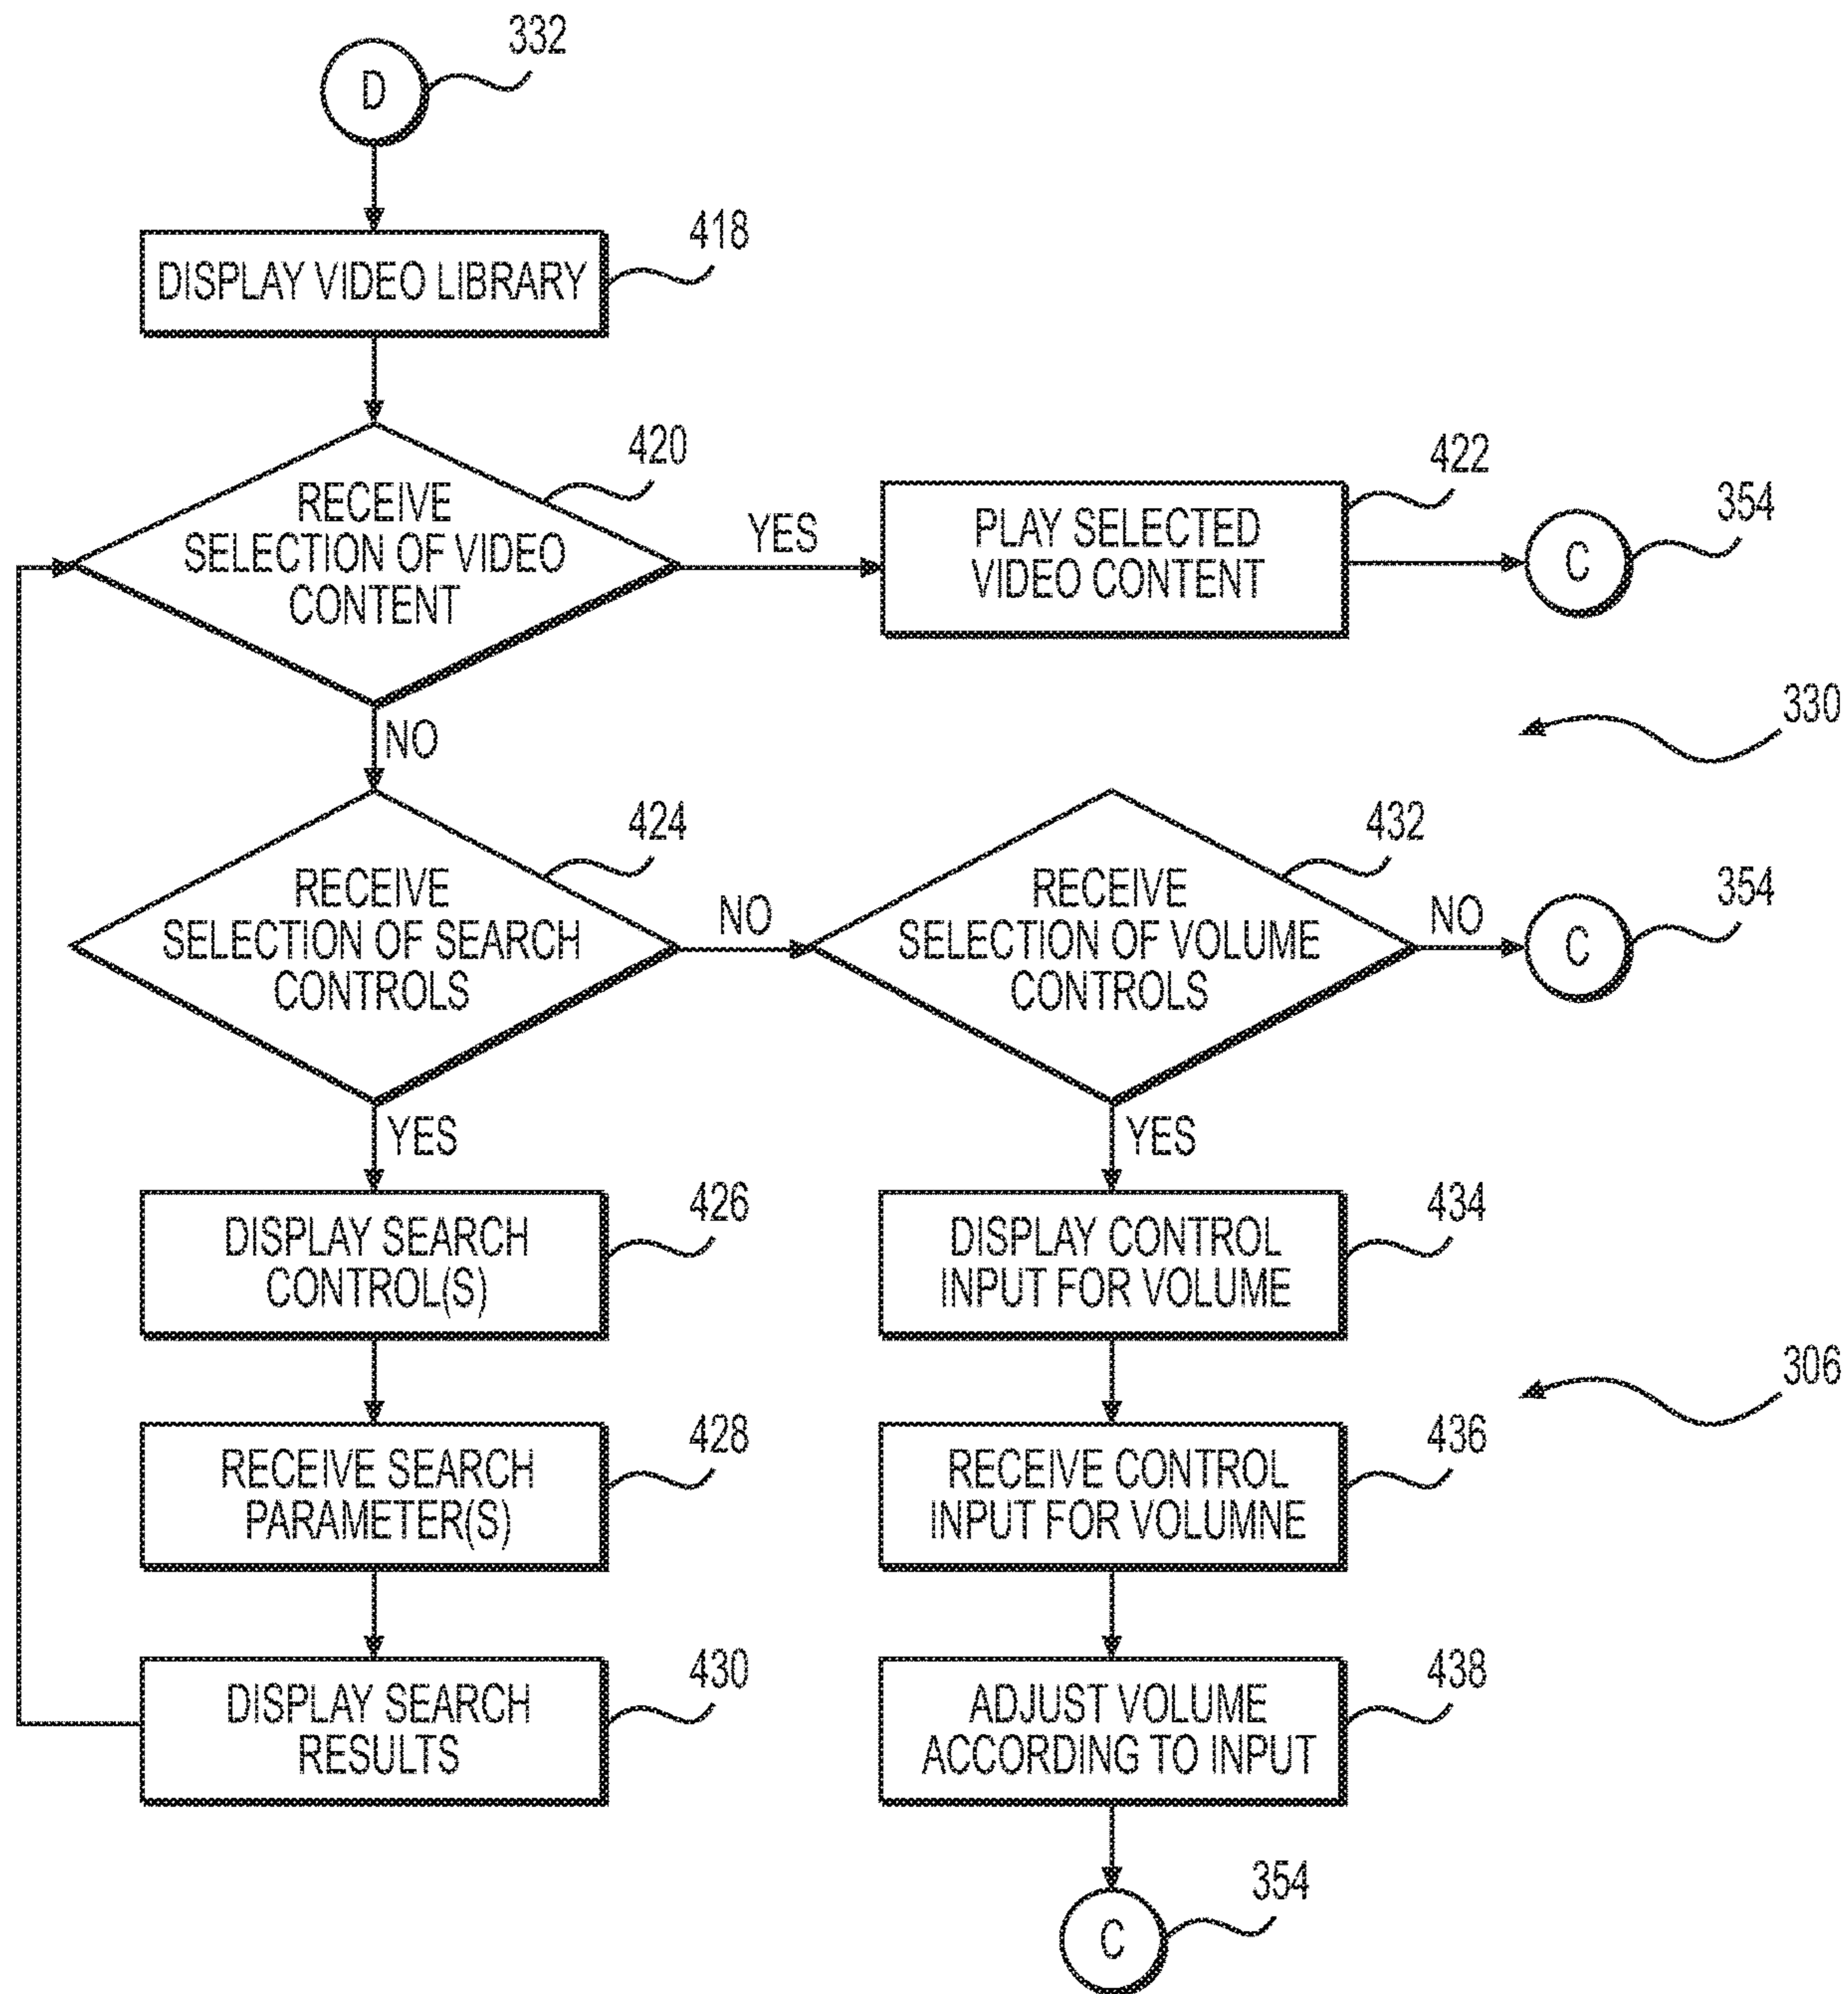 332
D
418
DISPLAY VIDEO LIBRARY
420
RECEIVE
SELECTION OF VIDEO
CONTENT
YES
422
PLAY SELECTED
VIDEO CONTENT
354
C
NO
330
424
RECEIVE
SELECTION OF SEARCH
CONTROLS
NO
432
RECEIVE
SELECTION OF VOLUME
CONTROLS
NO
354
C
YES
YES
426
DISPLAY SEARCH
CONTROL(S)
434
DISPLAY CONTROL
INPUT FOR VOLUME
306
428
RECEIVE SEARCH
PARAMETER(S)
436
RECEIVE CONTROL
INPUT FOR VOLUMNE
430
DISPLAY SEARCH
RESULTS
438
ADJUST VOLUME
ACCORDING TO INPUT
354
C